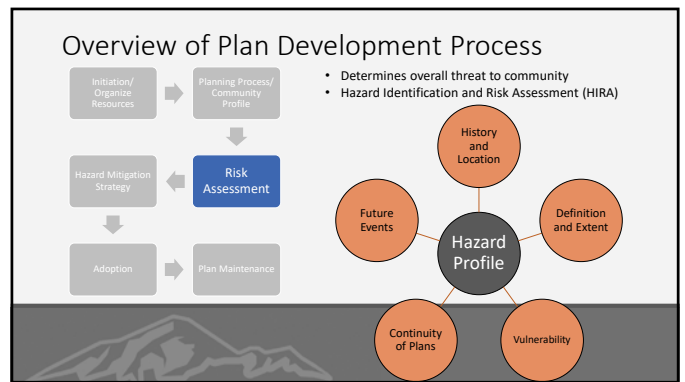 Overview of Plan Development Process
Initiation/
Organize
Resources
Planning Process/
Community
Profile
Hazard Mitigation
Strategy
Risk
Assessment
Adoption
Plan Maintenance
• Determines overall threat to community
• Hazard Identification and Risk Assessment (HIRA)
History
and
Location
Future
Events
Definition
and Extent
Hazard
Profile
Continuity
of Plans
Vulnerability